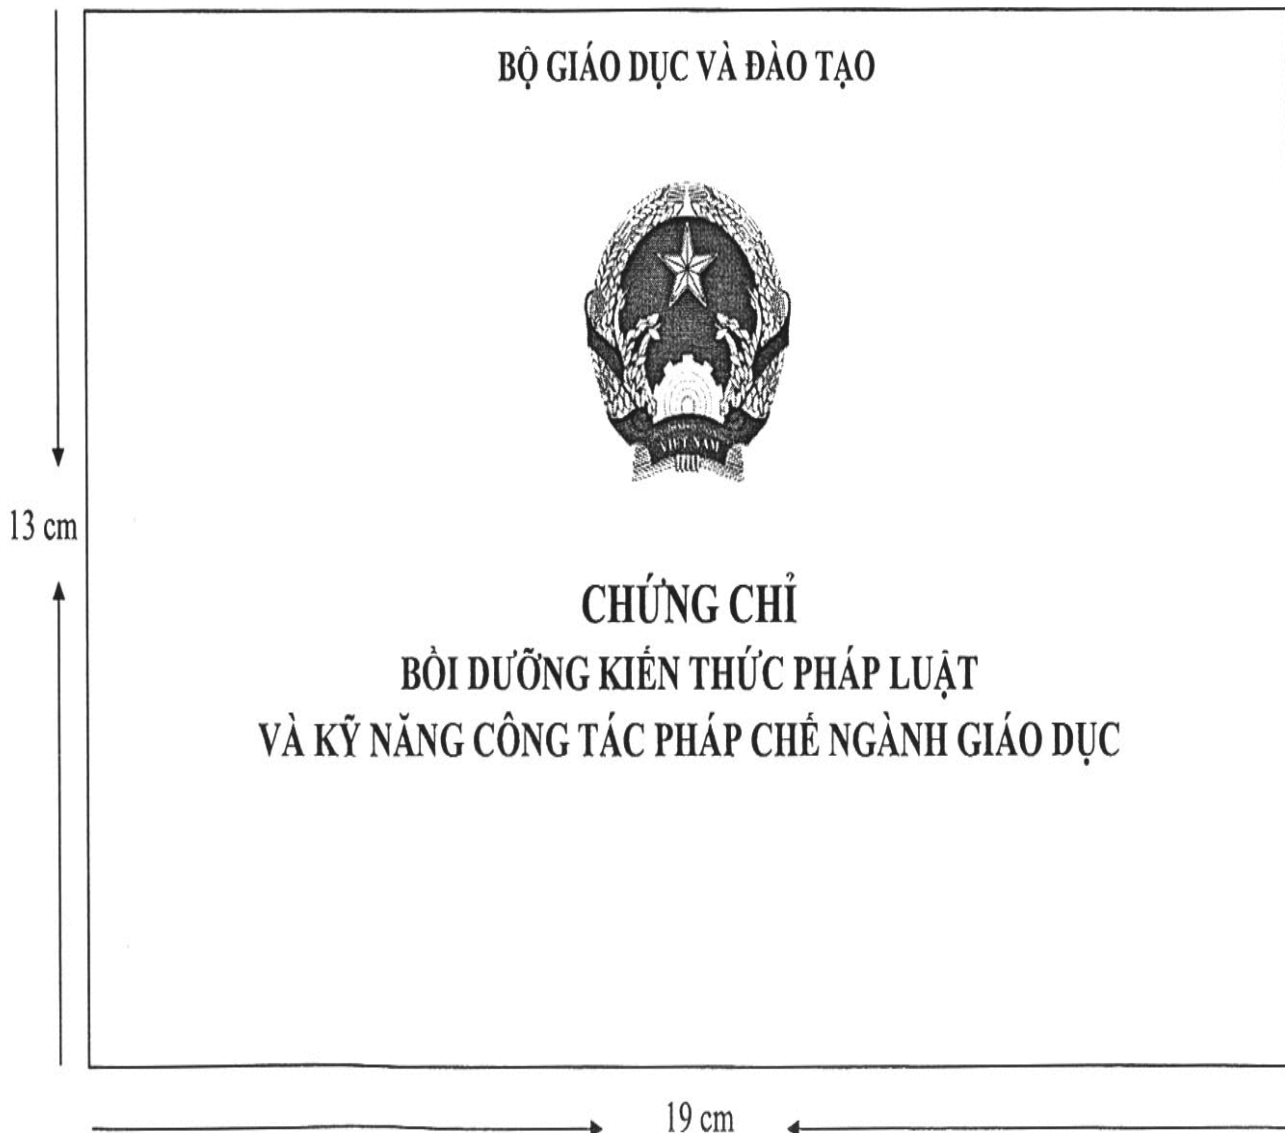 BỘ GIÁO DỤC VÀ ĐÀO TẠO
VIỆT NAM
13 cm
CHỨNG CHỈ
BỒI DƯỠNG KIẾN THỨC PHÁP LUẬT
VÀ KỸ NĂNG CÔNG TÁC PHÁP CHẾ NGÀNH GIÁO DỤC
19 cm